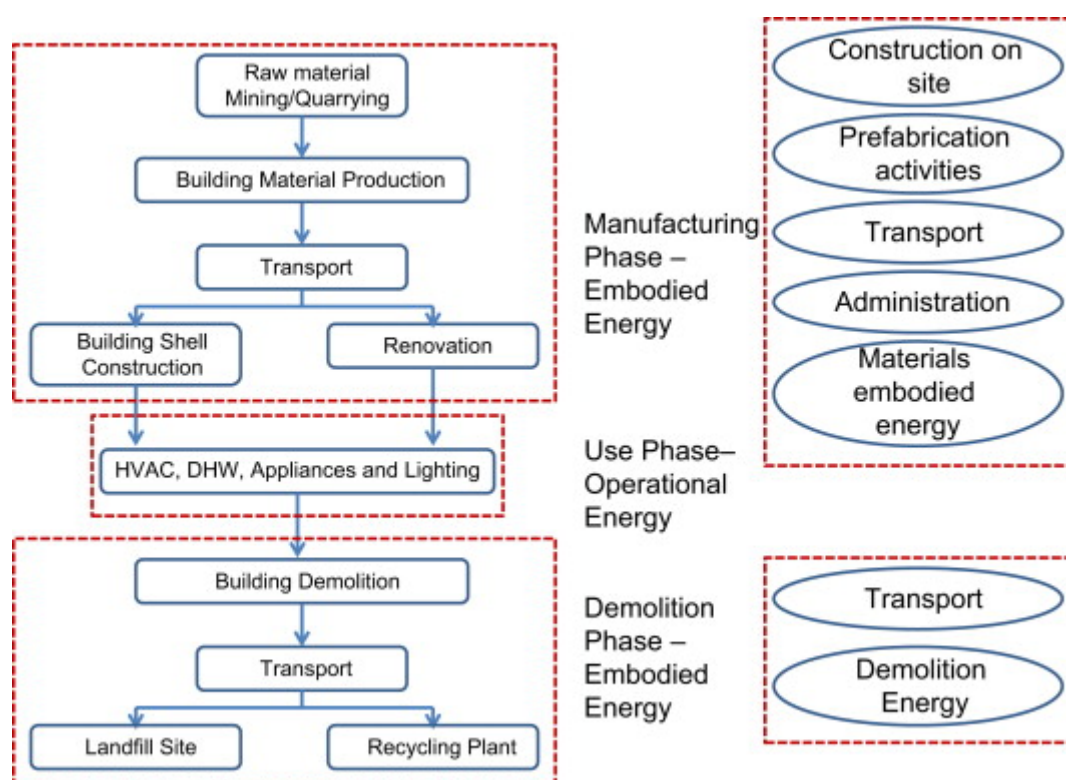 Raw material
Mining/Quarrying
Building Material Production
Transport
Building Shell
Construction
Renovation
HVAC, DHW, Appliances and Lighting
Building Demolition
Transport
Landfill Site
Recycling Plant
Manufacturing
Phase –
Embodied
Energy
Use Phase–
Operational
Energy
Demolition
Phase –
Embodied
Energy
Construction on
site
Prefabrication
activities
Transport
Administration
Materials
embodied
energy
Transport
Demolition
Energy